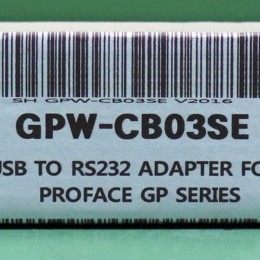 SH GPW-CB03SE V2016
GPW-CB03SE
USB TO RS232 ADAPTER FO
PROFACE GP SERIES